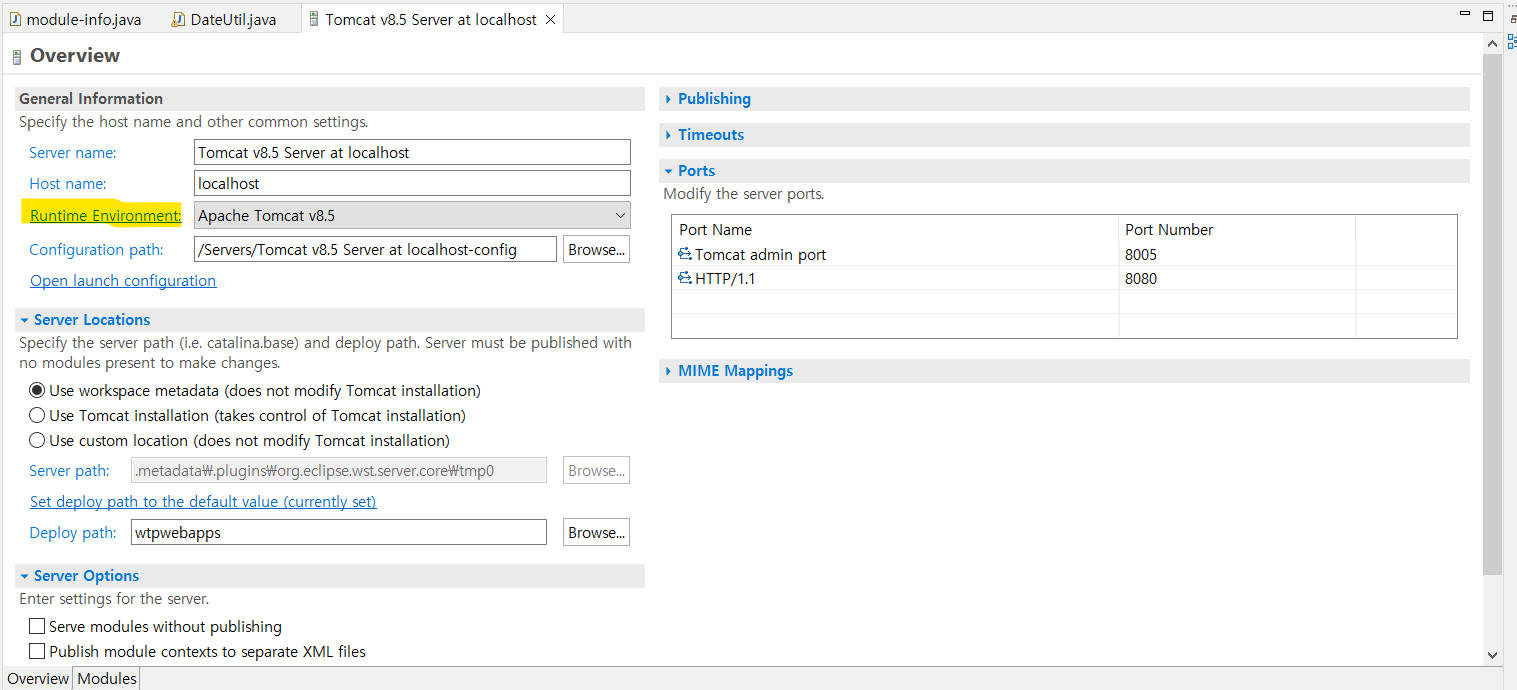 module-info.java
DateUtil.java
Tomcat v8.5 Server at localhost
Overview
General Information
Specify the host name and other common settings.
Server name:
Tomcat v8.5 Server at localhost
Host name:
localhost
Runtime Environment:
Apache Tomcat v8.5
Configuration path:
/Servers/Tomcat v8.5 Server at localhost-config
Browse...
Open launch configuration
Server Locations
Specify the server path (i.e. catalina.base) and deploy path. Server must be published with
no modules present to make changes.
Use workspace metadata (does not modify Tomcat installation)
Use Tomcat installation (takes control of Tomcat installation)
Use custom location (does not modify Tomcat installation)
Server path:
.metadata₩.plugins₩org.eclipse.wst.server.core₩tmp0
Browse...
Set deploy path to the default value (currently set)
Deploy path:
wtpwebapps
Browse...
Server Options
Enter settings for the server.
Serve modules without publishing
Publish module contexts to separate XML files
Publishing
Timeouts
Ports
Modify the server ports.
Port Name
Port Number
Tomcat admin port
8005
HTTP/1.1
8080
MIME Mappings
Overview
Modules